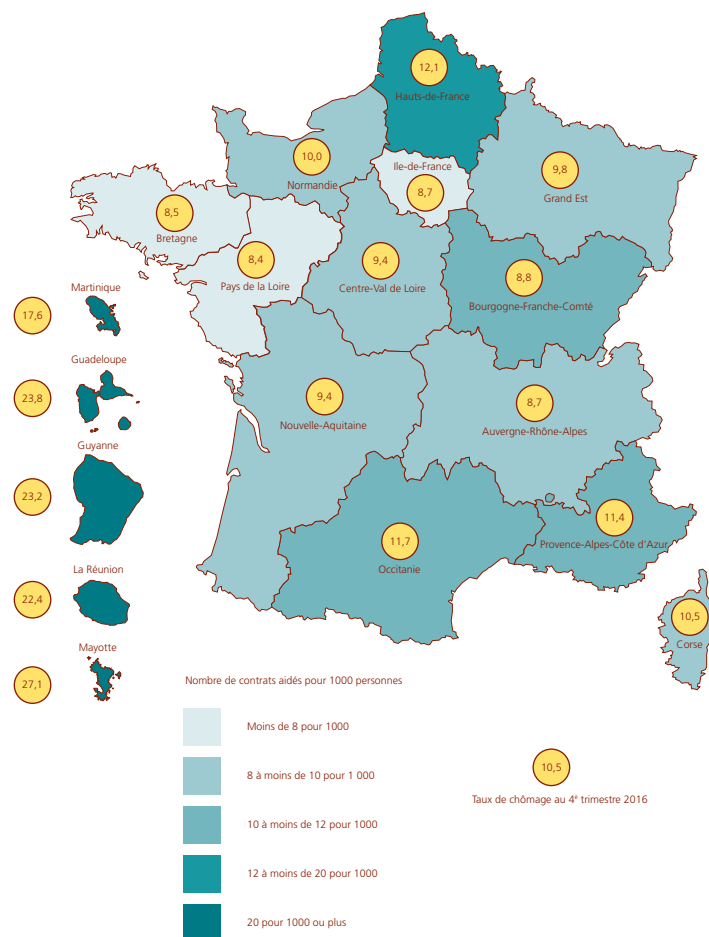 12,1
Hauts-de-France
10,0
Normandie
Ile-de-France
8,7
9,8
Grand Est
8,5
Bretagne
8,4
Pays de la Loire
9,4
Centre-Val de Loire
8,8
Bourgogne-Franche-Comté
Martinique
17,6
Guadeloupe
23,8
9,4
Nouvelle-Aquitaine
8,7
Auvergne-Rhône-Alpes
Guyanne
23,2
11,7
Occitanie
11,4
Provence-Alpes-Côte d'Azur
La Réunion
22,4
10,5
Corse
Mayotte
27,1
Nombre de contrats aidés pour 1000 personnes
Moins de 8 pour 1000
8 à moins de 10 pour 1 000
10 à moins de 12 pour 1000
12 à moins de 20 pour 1000
20 pour 1000 ou plus
10,5
Taux de chômage au 4e trimestre 2016